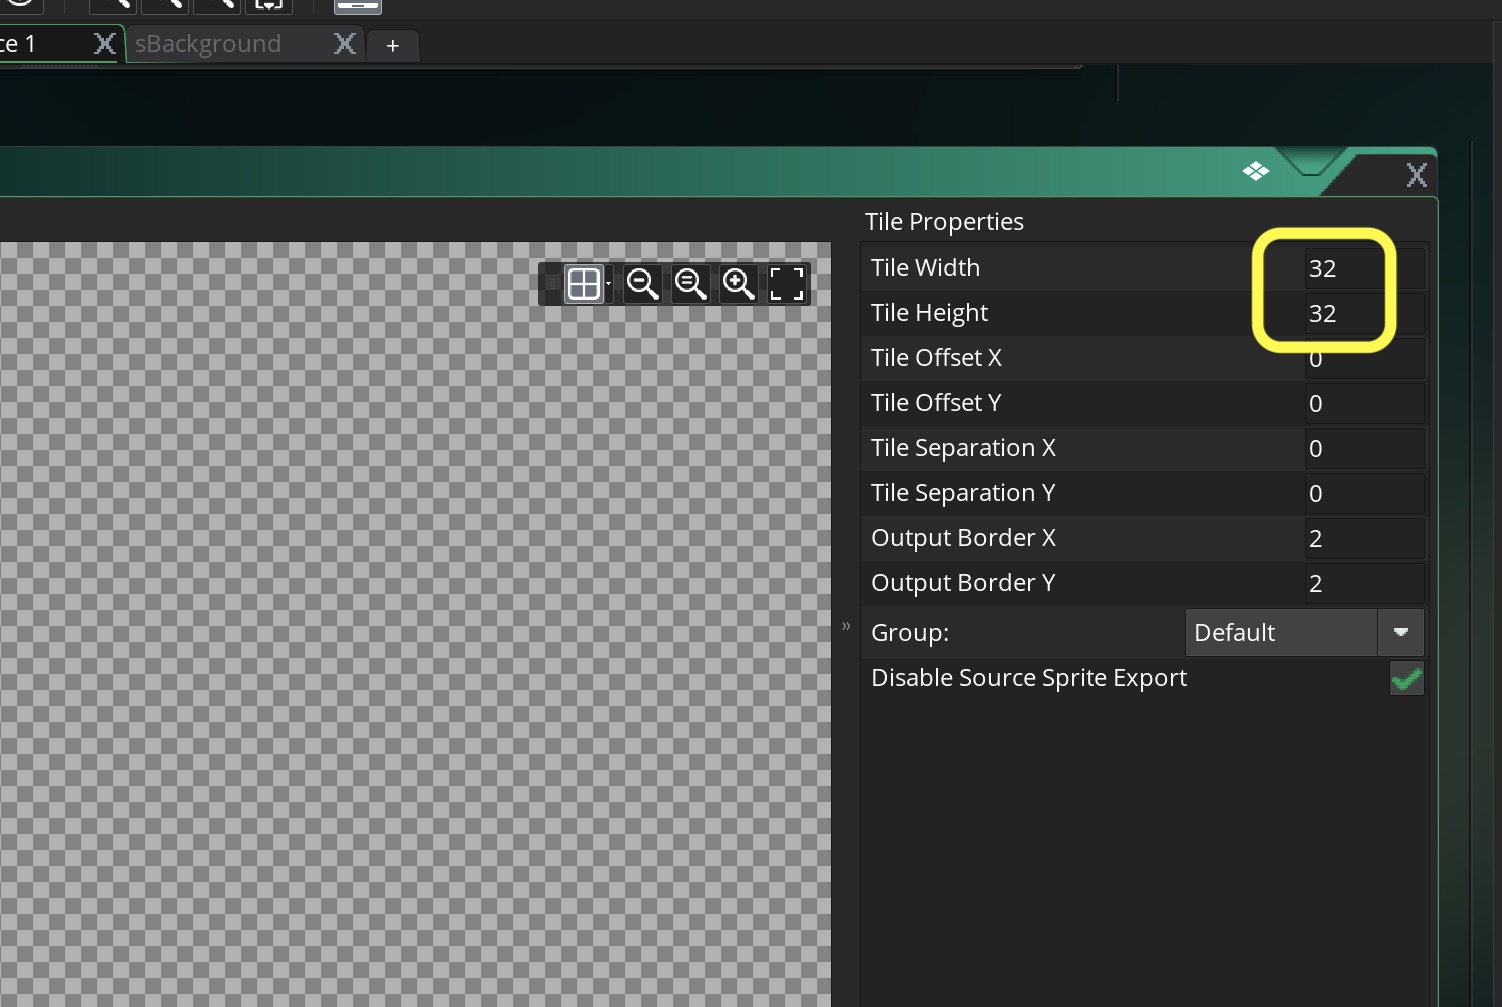 ce 1
sBackground
+
Tile Properties
Tile Width 32
Tile Height 32
Tile Offset X 0
Tile Offset Y 0
Tile Separation X 0
Tile Separation Y 0
Output Border X 2
Output Border Y 2
»
Group: Default
Disable Source Sprite Export